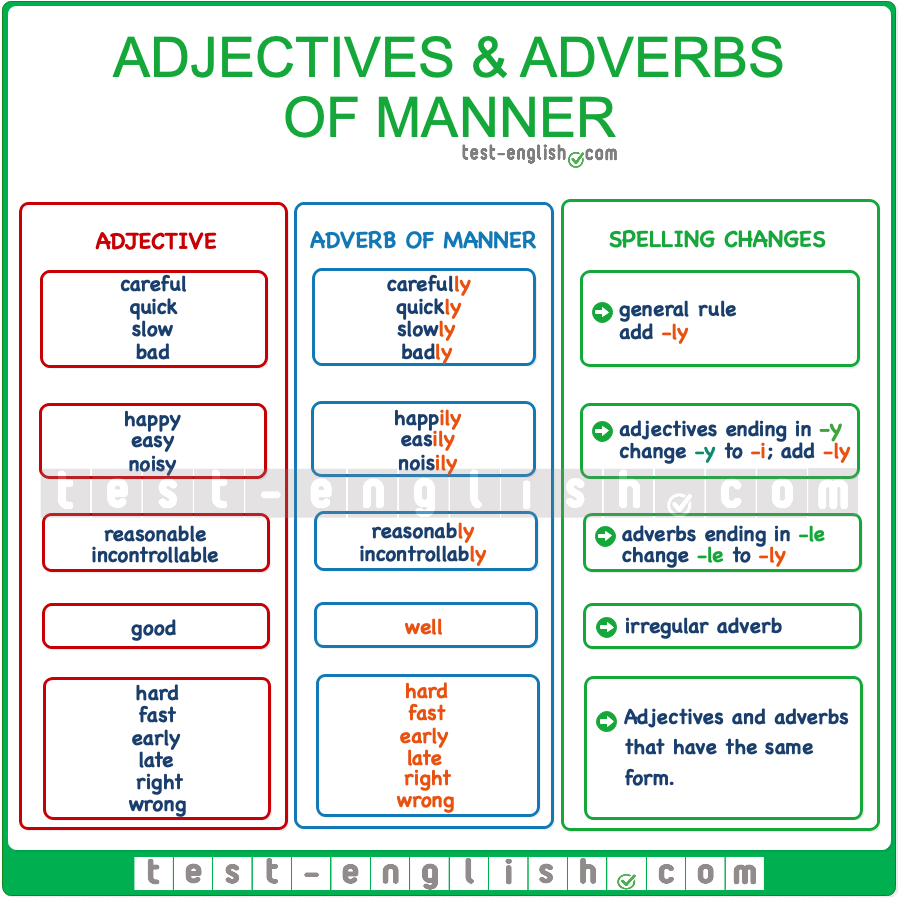 ADJECTIVES & ADVERBS
OF MANNER
test-english.com
ADJECTIVE
careful
quick
slow
bad
happy
easy
noisy
reasonable
incontrollable
good
hard
fast
early
late
right
wrong
ADVERB OF MANNER
carefully
quickly
slowly
badly
happily
easily
noisily
reasonably
incontrollably
well
hard
fast
early
late
right
wrong
SPELLING CHANGES
general rule
add -ly
adjectives ending in -y
change -y to -i; add -ly
adverbs ending in -le
change -le to -ly
irregular adverb
Adjectives and adverbs
that have the same
form.
test-english.com
test-english.com